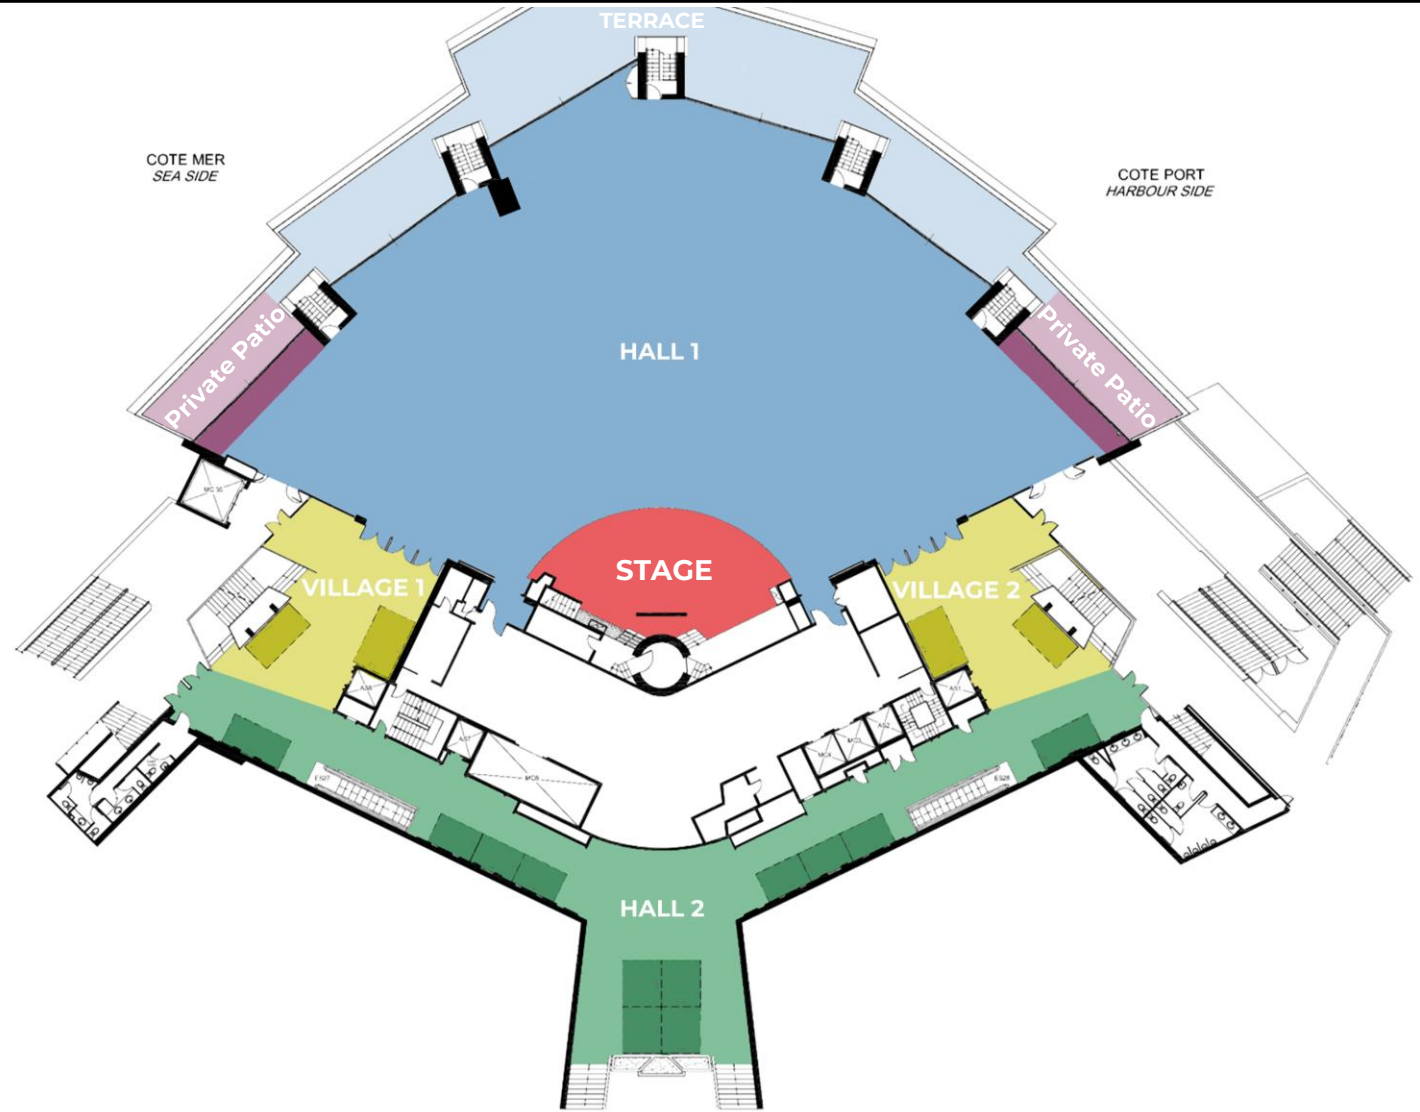 TERRACE
COTE MER
SEA SIDE
COTE PORT
HARBOUR SIDE
Private Patio
Private Patio
HALL 1
STAGE
VILLAGE 1
VILLAGE 2
HALL 2